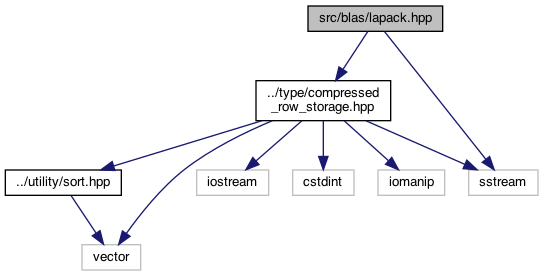 src/blas/lapack.hpp
../type/compressed
_row_storage.hpp
../utility/sort.hpp
iostream
cstdint
iomanip
sstream
vector